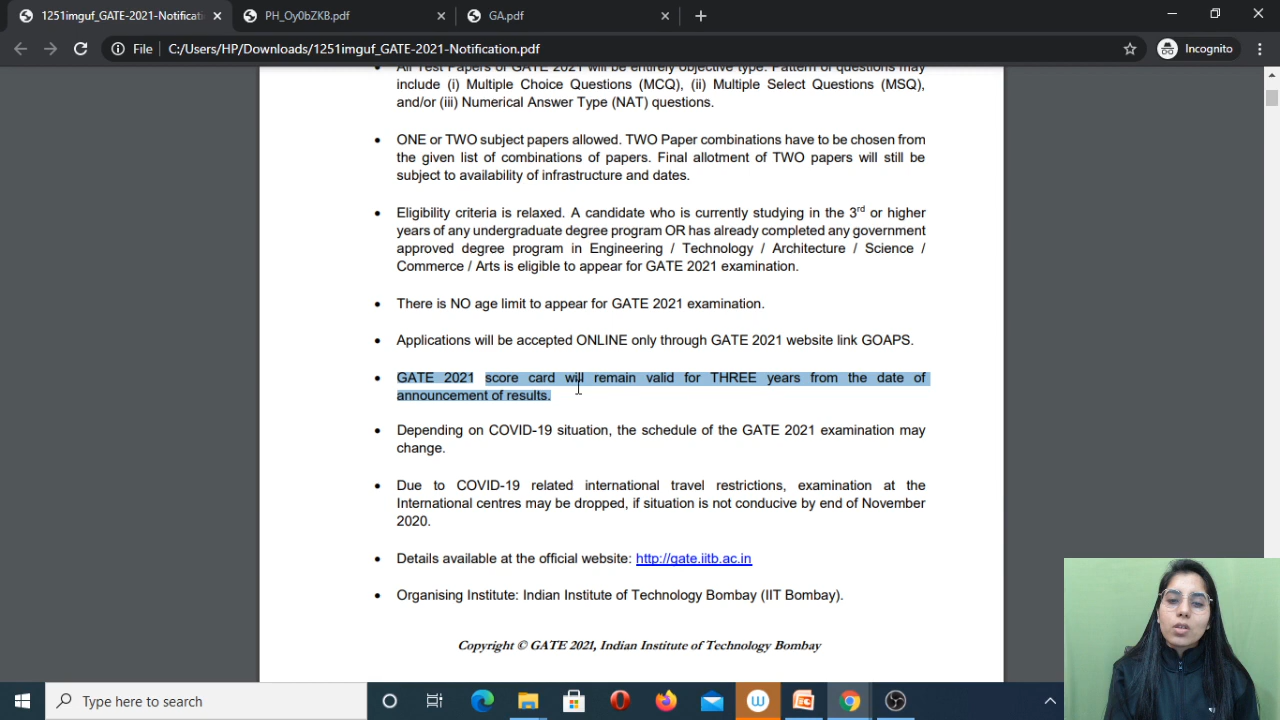 1251imguf_GATE-2021-Notificati
PH_Oy0bZKB.pdf
GA.pdf
File
C:/Users/HP/Downloads/1251imguf_GATE-2021-Notification.pdf
Incognito
• All Test Papers of GATE 2021 will be entirely objective type. Pattern of questions may
include (i) Multiple Choice Questions (MCQ), (ii) Multiple Select Questions (MSQ),
and/or (iii) Numerical Answer Type (NAT) questions.
• ONE or TWO subject papers allowed. TWO Paper combinations have to be chosen from
the given list of combinations of papers. Final allotment of TWO papers will still be
subject to availability of infrastructure and dates.
• Eligibility criteria is relaxed. A candidate who is currently studying in the 3rd or higher
years of any undergraduate degree program OR has already completed any government
approved degree program in Engineering / Technology / Architecture / Science /
Commerce / Arts is eligible to appear for GATE 2021 examination.
• There is NO age limit to appear for GATE 2021 examination.
• Applications will be accepted ONLINE only through GATE 2021 website link GOAPS.
• GATE 2021 score card will remain valid for THREE years from the date of
announcement of results.
• Depending on COVID-19 situation, the schedule of the GATE 2021 examination may
change.
• Due to COVID-19 related international travel restrictions, examination at the
International centres may be dropped, if situation is not conducive by end of November
2020.
• Details available at the official website: http://gate.iitb.ac.in
• Organising Institute: Indian Institute of Technology Bombay (IIT Bombay).
Copyright © GATE 2021, Indian Institute of Technology Bombay
Type here to search